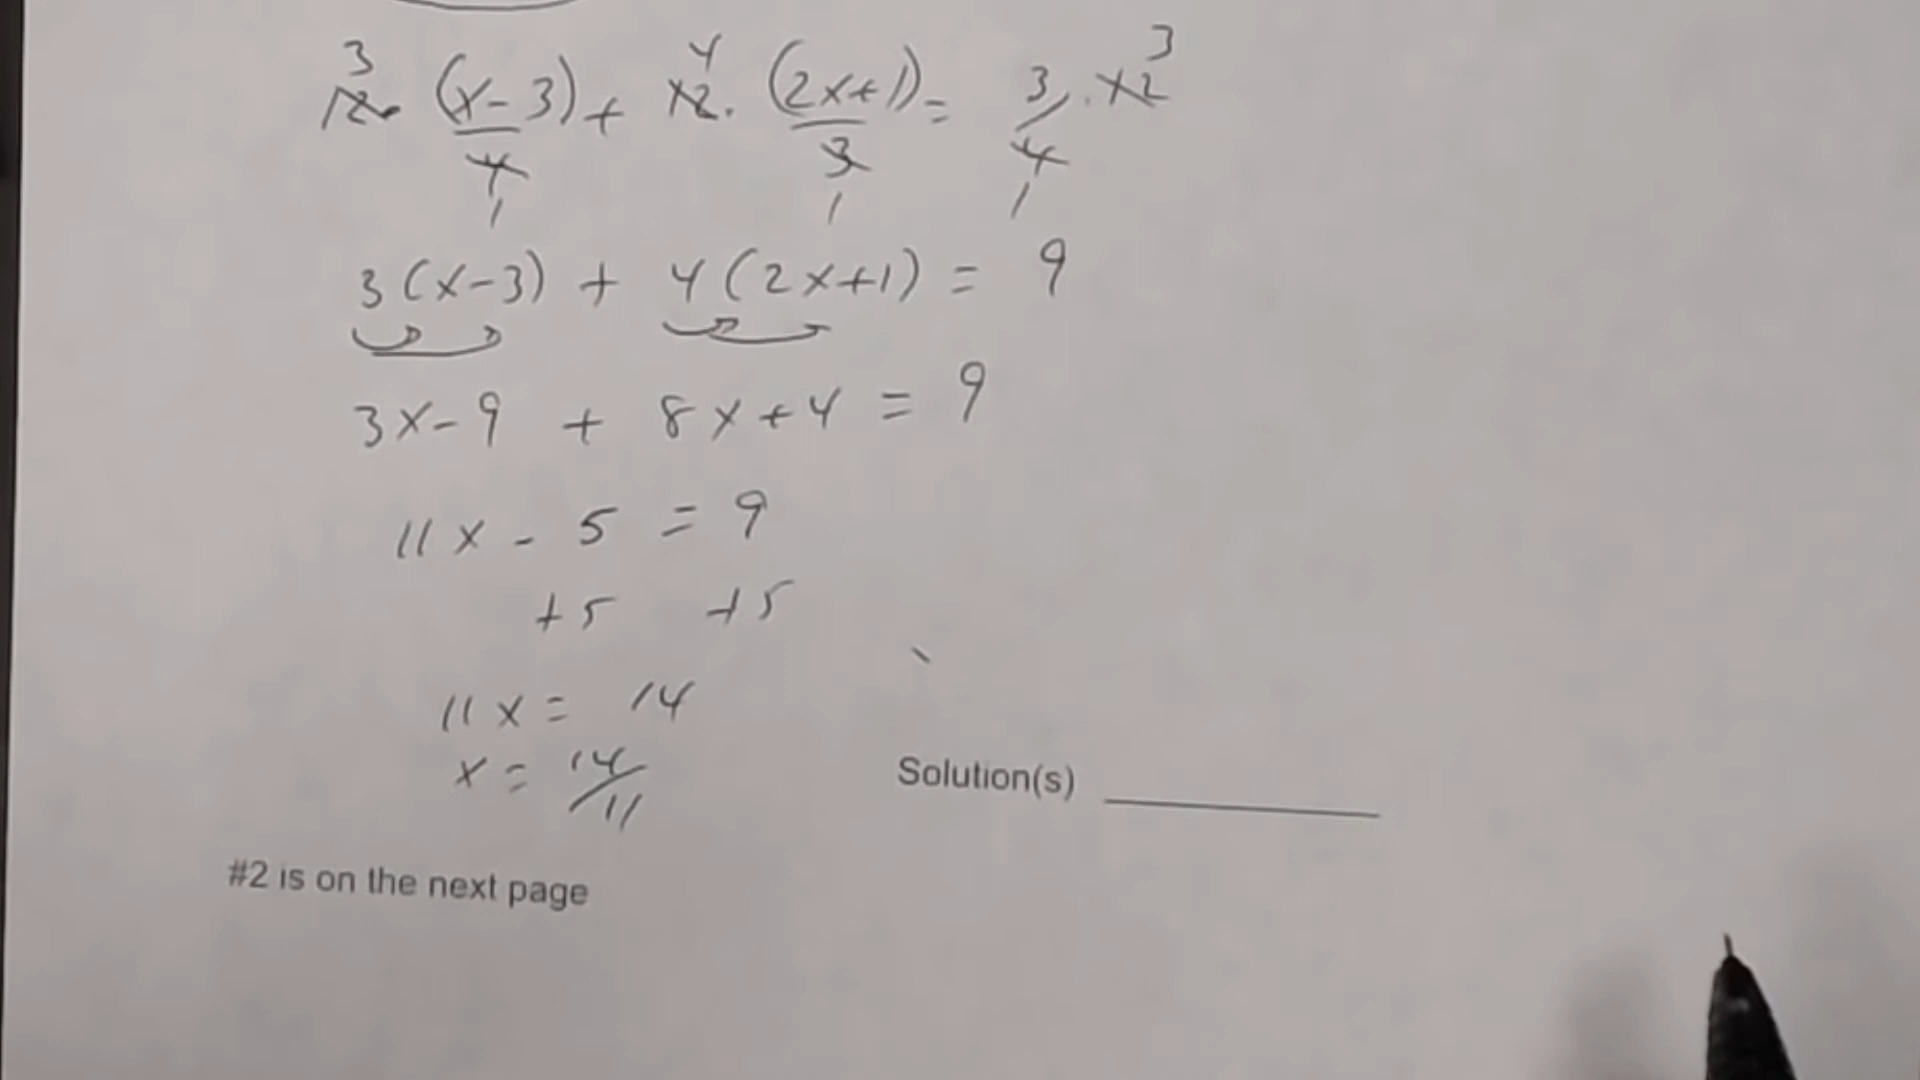 3 4 3
12 · (x-3)/4 + 12 · (2x+1)/3 = 3/4 · 12
1 1 1
3(x-3) + 4(2x+1) = 9
3x-9 + 8x+4 = 9
11x - 5 = 9
+5 +5
11x = 14
x = 14/11
Solution(s) ____________
#2 is on the next page